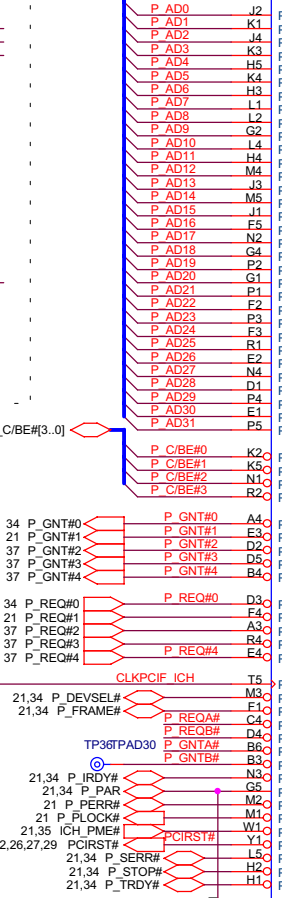 P_AD0 J2 P
P_AD1 K1 P
P_AD2 J4 P
P_AD3 K3 P
P_AD4 H5 P
P_AD5 K4 P
P_AD6 H3 P
P_AD7 L1 P
P_AD8 L2 P
P_AD9 G2 P
P_AD10 L4 P
P_AD11 H4 P
P_AD12 M4 P
P_AD13 J3 P
P_AD14 M5 P
P_AD15 J1 P
P_AD16 F5 P
P_AD17 N2 P
P_AD18 G4 P
P_AD19 P2 P
P_AD20 G1 P
P_AD21 P1 P
P_AD22 F2 P
P_AD23 P3 P
P_AD24 F3 P
P_AD25 R1 P
P_AD26 E2 P
P_AD27 N4 P
P_AD28 D1 P
P_AD29 P4 P
P_AD30 E1 P
P_AD31 P5 P
C/BE#[3..0]
P_C/BE#0 K2
P_C/BE#1 K5
P_C/BE#2 N1
P_C/BE#3 R2
34 P_GNT#0 P_GNT#0 A4
21 P_GNT#1 P_GNT#1 E3
37 P_GNT#2 P_GNT#2 D2
37 P_GNT#3 P_GNT#3 D5
37 P_GNT#4 P_GNT#4 B4
34 P_REQ#0 P_REQ#0 D3
21 P_REQ#1 F4
37 P_REQ#2 A3
37 P_REQ#3 R4
37 P_REQ#4 P_REQ#4 E4
CLKPCIF_ICH T5
21,34 P_DEVSEL# M3
21,34 P_FRAME# F1
P_REQA# C4
P_REQB# D4
TP36 TPAD30 P_GNTA# B6
P_GNTB# B3
21,34 P_IRDY# N3
21,34 P_PAR G5
21 P_PERR# M2
21 P_PLOCK# M1
21,35 ICH_PME# W1
2,26,27,29 PCIRST# PCIRST# Y1
21,34 P_SERR# L5
21,34 P_STOP# H2
21,34 P_TRDY# H1